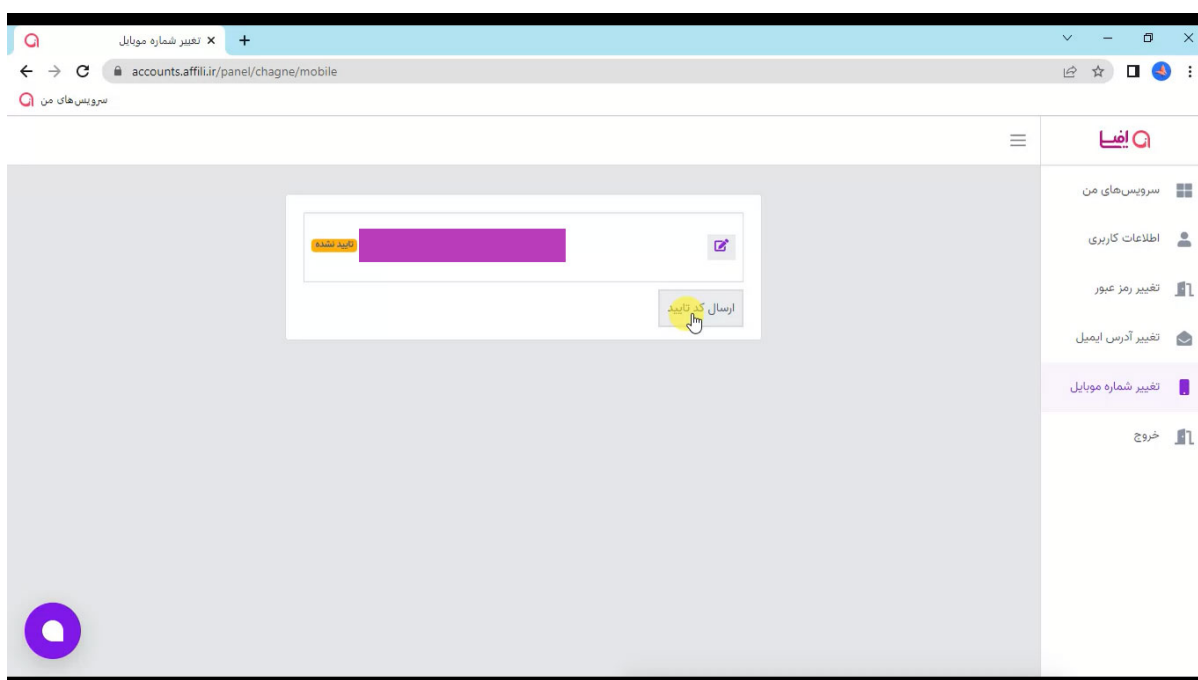 تغییر شماره موبایل
accounts.affili.ir/panel/chagne/mobile
سرویس‌های من
افیلیا
سرویس‌های من
اطلاعات کاربری
تغییر رمز عبور
تغییر آدرس ایمیل
تغییر شماره موبایل
خروج
تایید نشده
ارسال کد تایید